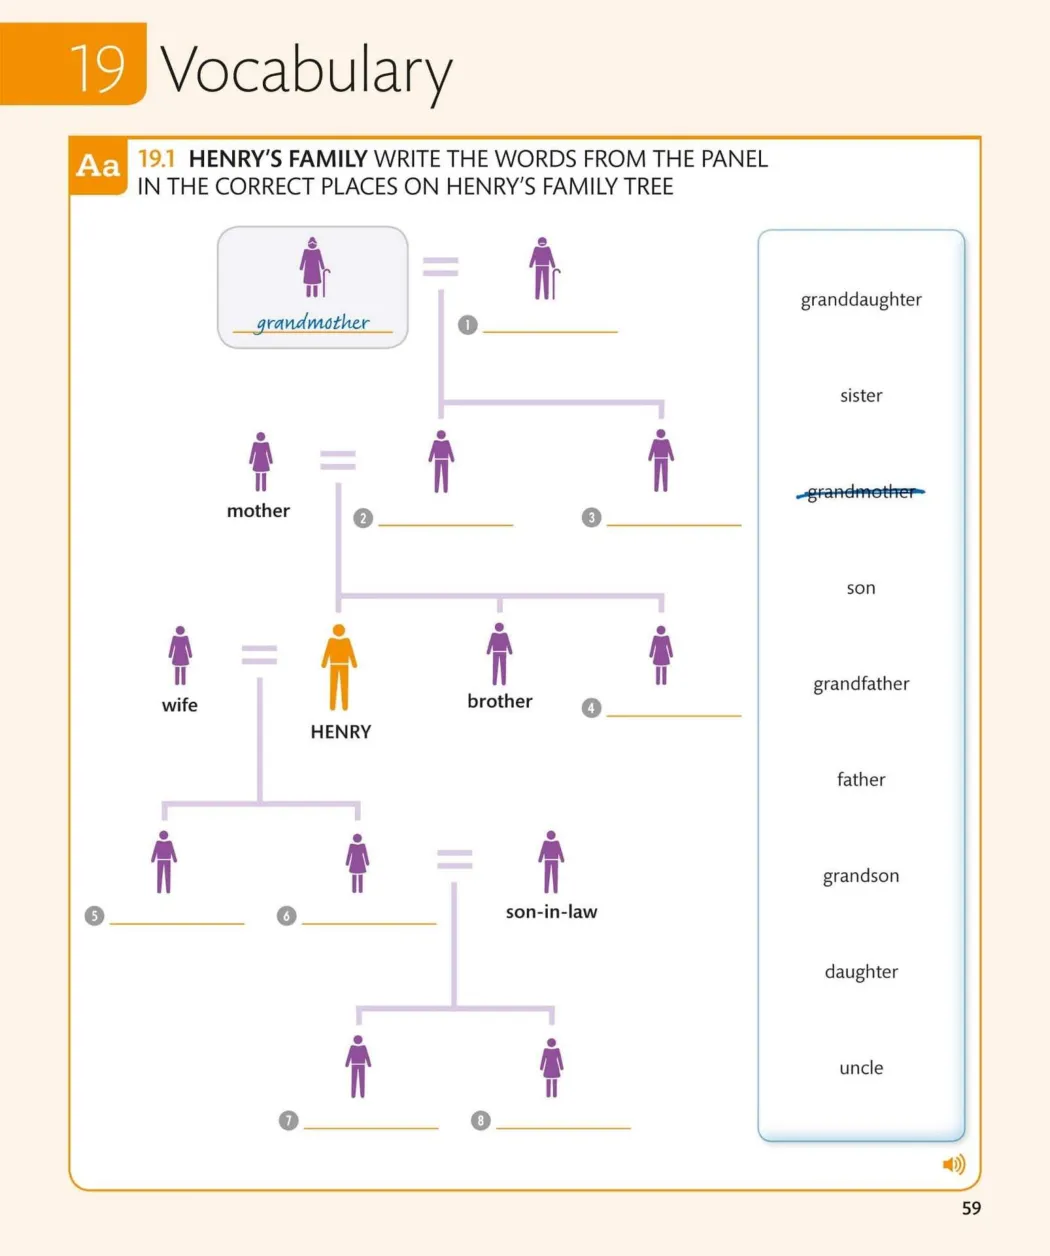 19 Vocabulary
Aa 19.1 HENRY'S FAMILY WRITE THE WORDS FROM THE PANEL
IN THE CORRECT PLACES ON HENRY'S FAMILY TREE
grandmother
1
mother
2
3
wife
HENRY
brother
4
5
6
son-in-law
7
8
granddaughter
sister
grandmother
son
grandfather
father
grandson
daughter
uncle
59